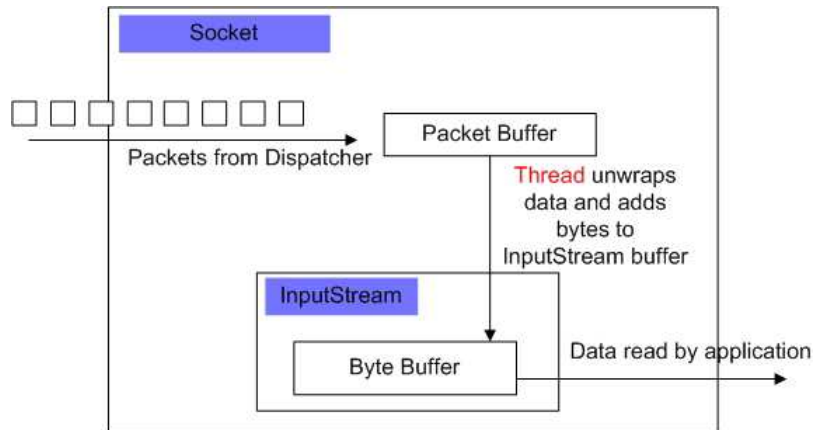 Socket
Packet Buffer
Packets from Dispatcher
Thread unwraps
data and adds
bytes to
InputStream buffer
InputStream
Data read by application
Byte Buffer